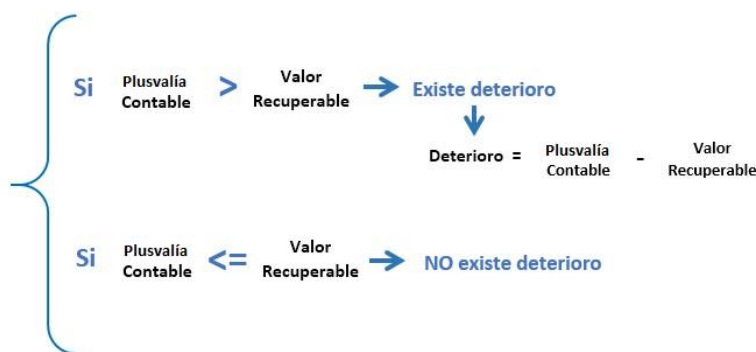 Si Plusvalía Contable > Valor Recuperable → Existe deterioro
↓
Deterioro = Plusvalía Contable - Valor Recuperable
Si Plusvalía Contable <= Valor Recuperable → NO existe deterioro